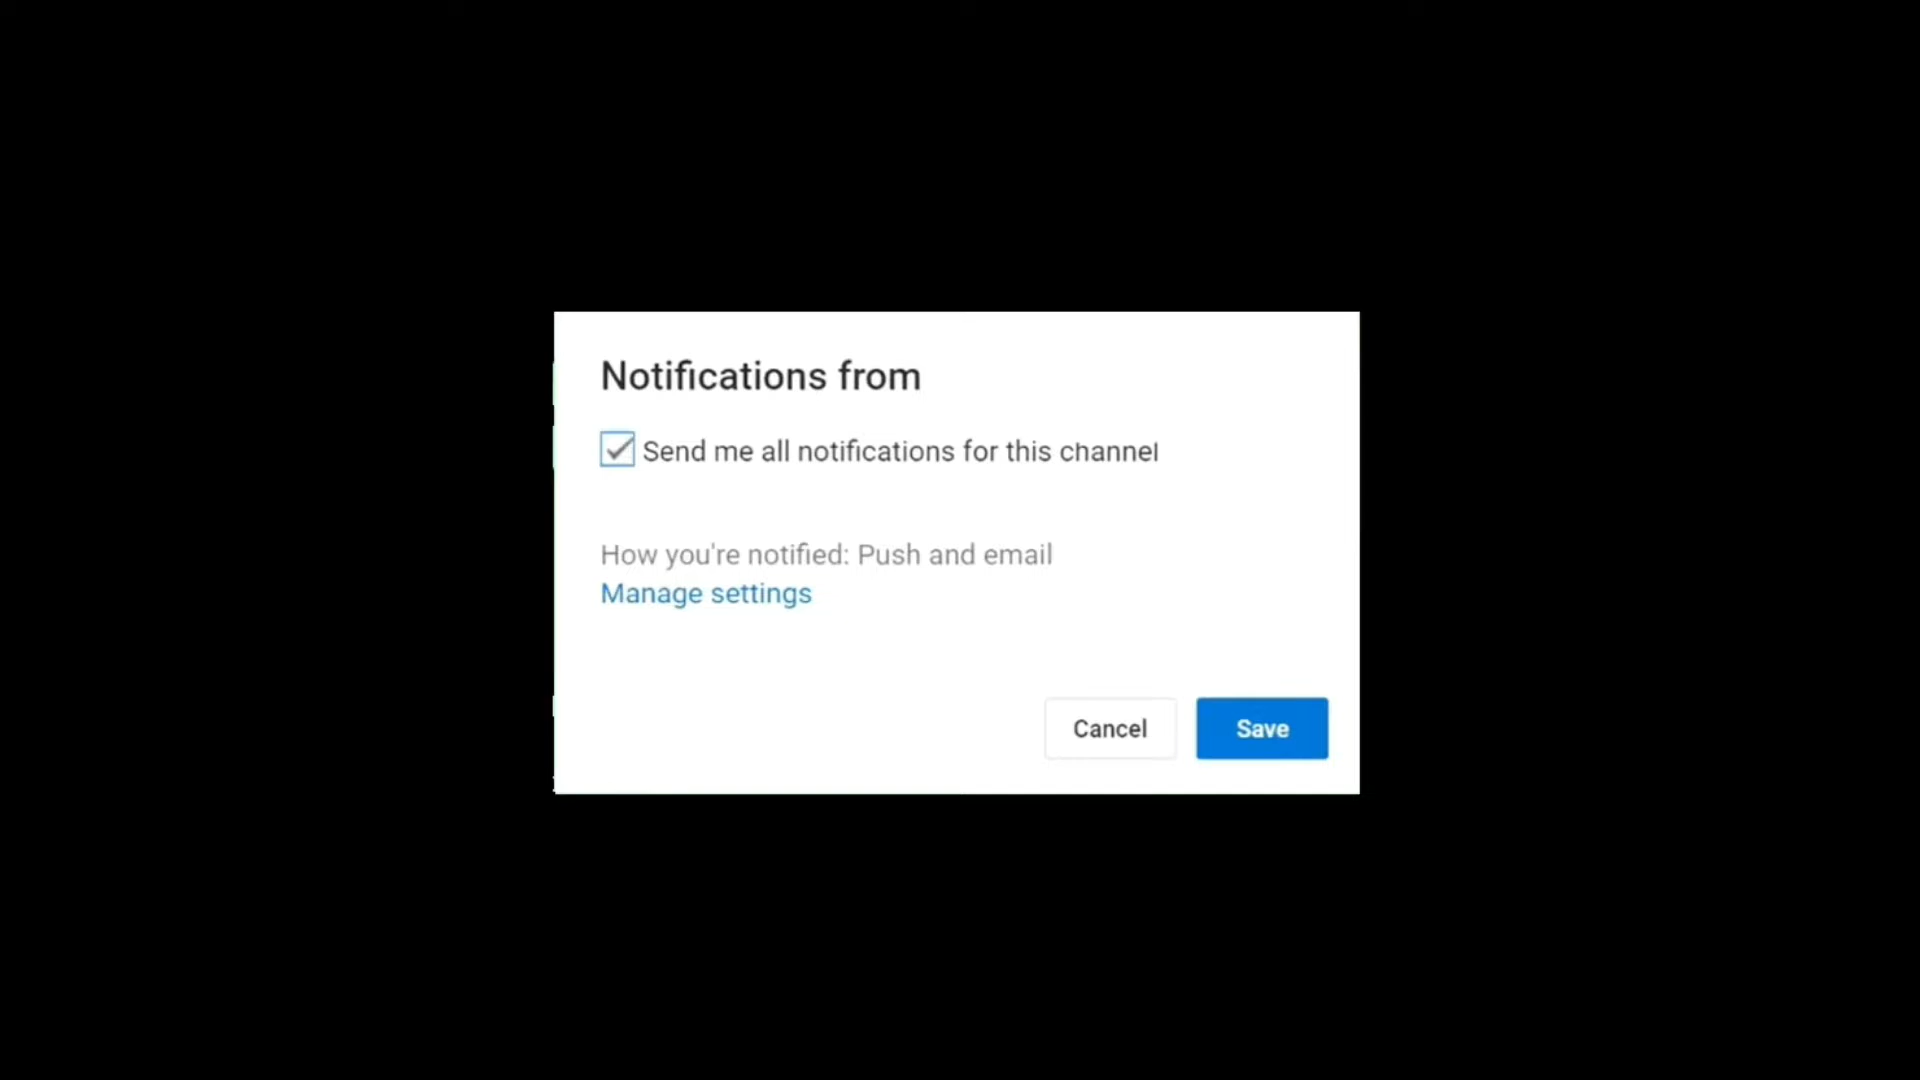 Notifications from
Send me all notifications for this channel
How you're notified: Push and email
Manage settings
Cancel
Save